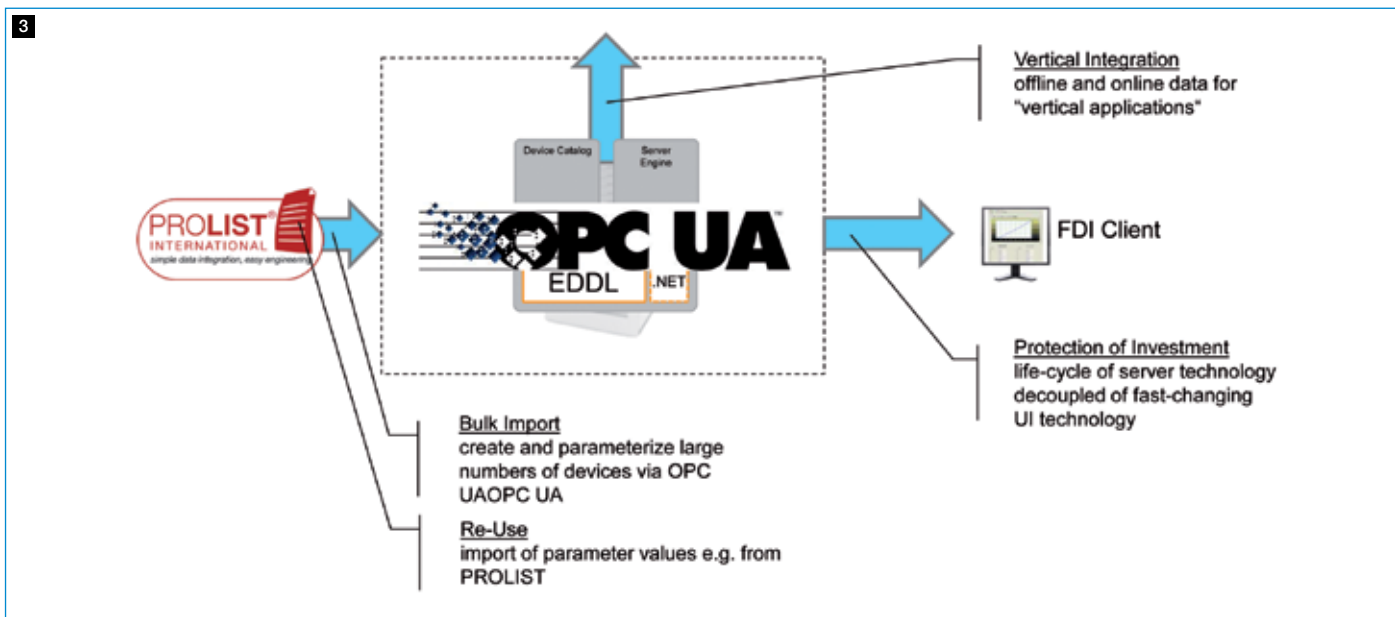 3
Vertical Integration
offline and online data for
“vertical applications“
Device Catalog
Server
Engine
PROLIST®
INTERNATIONAL
simple data integration, easy engineering
OPC UA™
EDDL
.NET
FDI Client
Protection of Investment
life-cycle of server technology
decoupled of fast-changing
UI technology
Bulk Import
create and parameterize large
numbers of devices via OPC
UAOPC UA
Re-Use
import of parameter values e.g. from
PROLIST